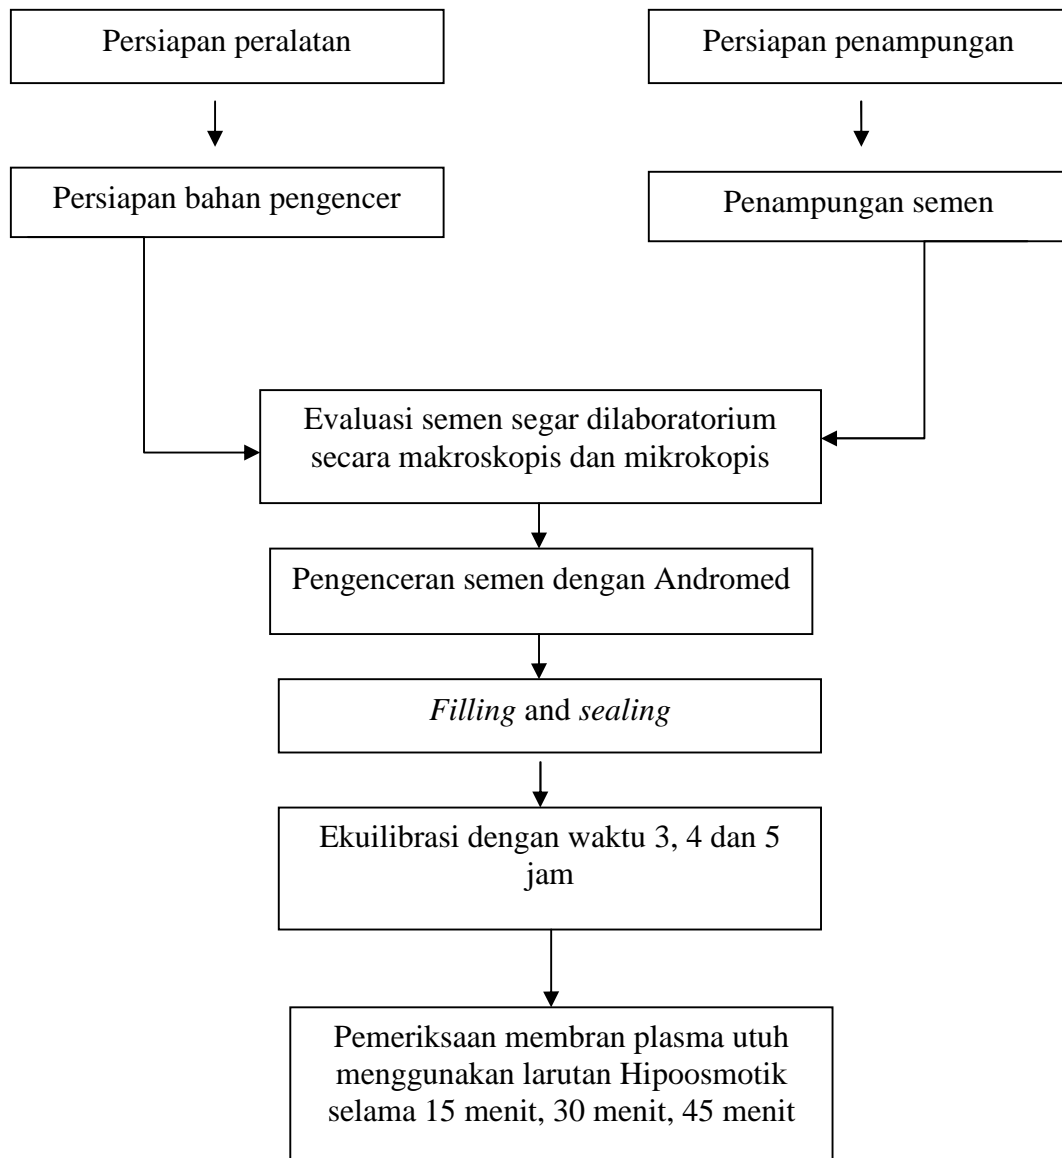 Persiapan peralatan
Persiapan penampungan
Persiapan bahan pengencer
Penampungan semen
Evaluasi semen segar dilaboratorium
secara makroskopis dan mikrokopis
Pengenceran semen dengan Andromed
Filling and sealing
Ekuilibrasi dengan waktu 3, 4 dan 5
jam
Pemeriksaan membran plasma utuh
menggunakan larutan Hipoosmotik
selama 15 menit, 30 menit, 45 menit